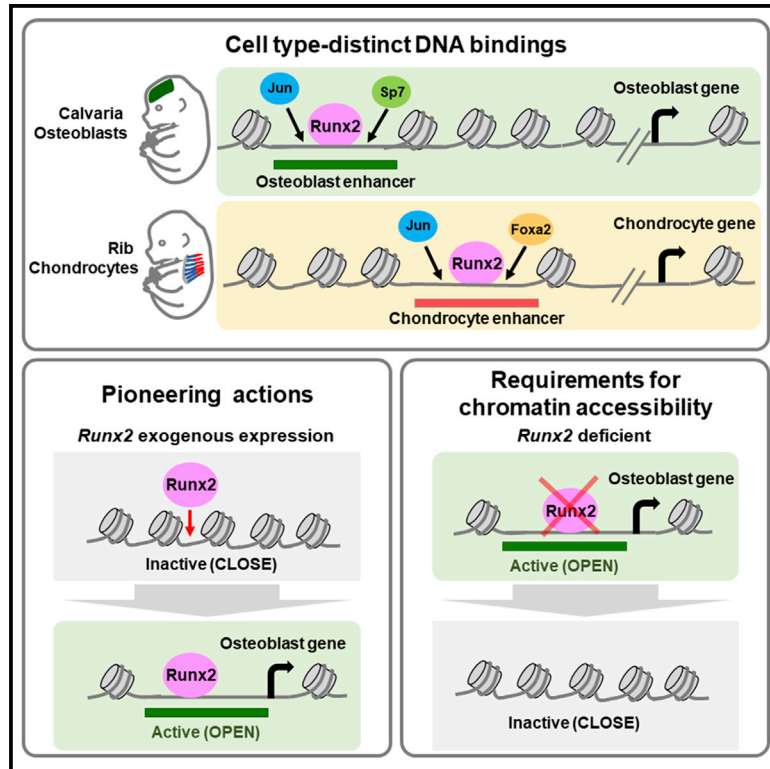 Cell type-distinct DNA bindings
Calvaria
Osteoblasts
Jun
Sp7
Runx2
Osteoblast gene
Osteoblast enhancer
Rib
Chondrocytes
Jun
Foxa2
Runx2
Chondrocyte gene
Chondrocyte enhancer
Pioneering actions
Runx2 exogenous expression
Runx2
Inactive (CLOSE)
Osteoblast gene
Runx2
Active (OPEN)
Requirements for
chromatin accessibility
Runx2 deficient
Osteoblast gene
Runx2
Active (OPEN)
Inactive (CLOSE)